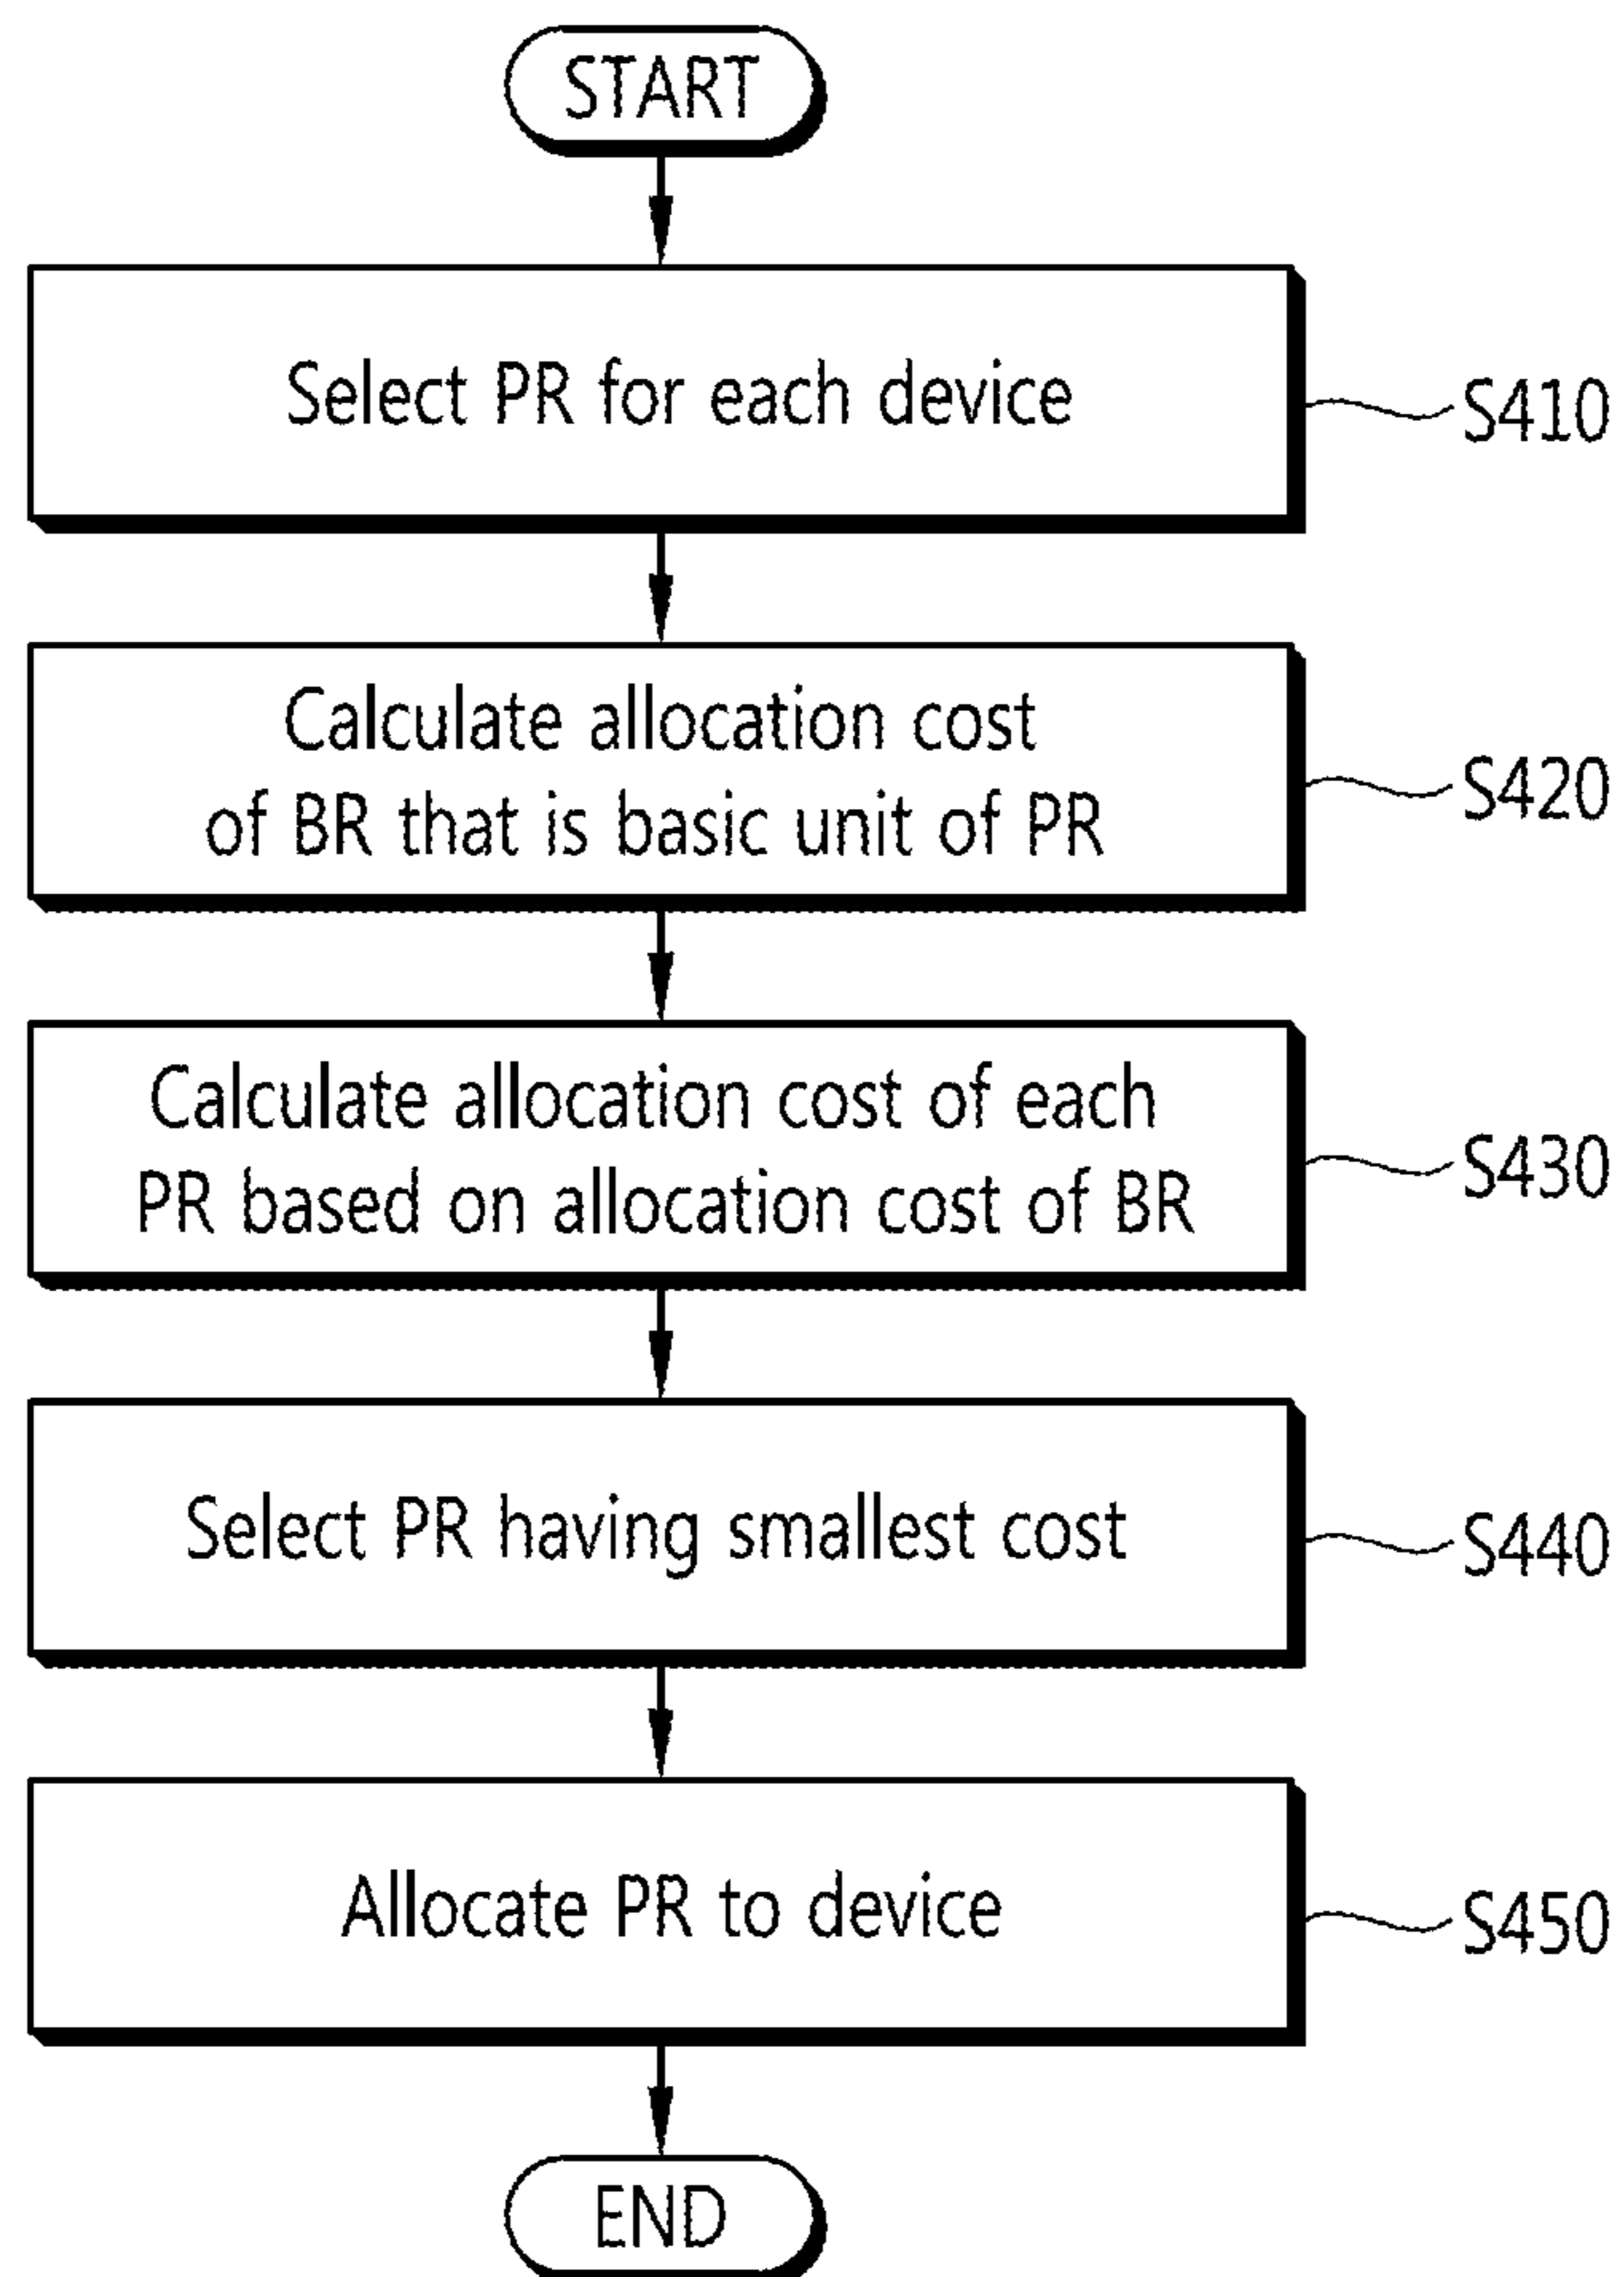 START
Select PR for each device
S410
Calculate allocation cost
of BR that is basic unit of PR
S420
Calculate allocation cost of each
PR based on allocation cost of BR
S430
Select PR having smallest cost
S440
Allocate PR to device
S450
END